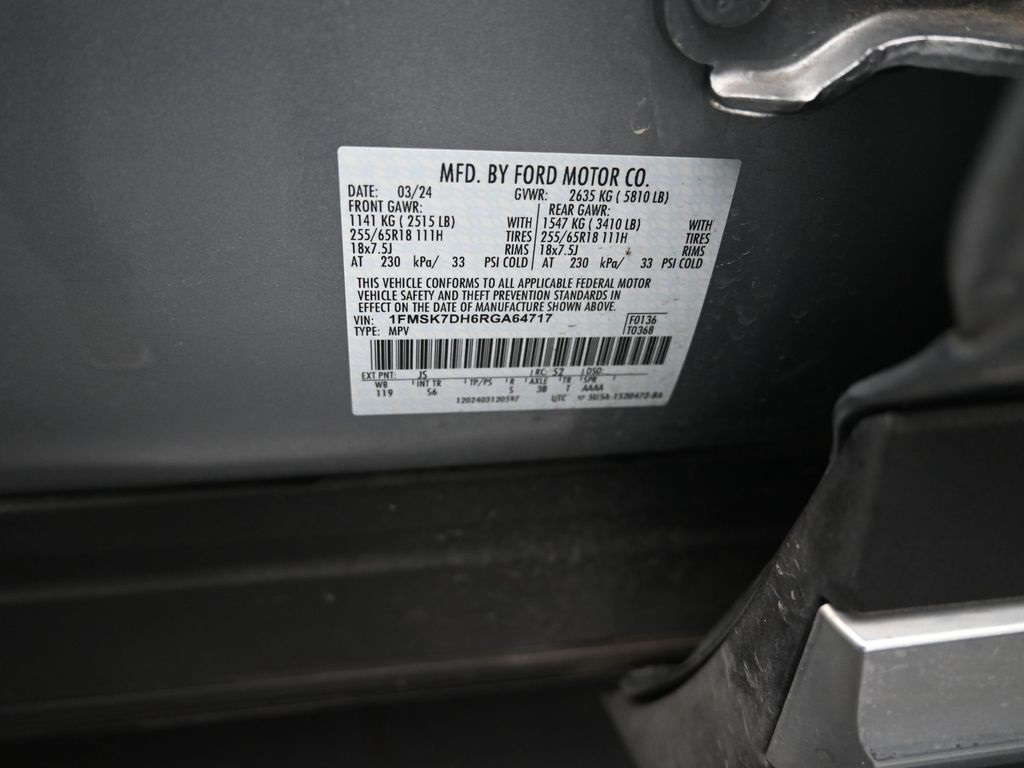 MFD. BY FORD MOTOR CO.
DATE: 03/24 GVWR: 2635 KG ( 5810 LB)
FRONT GAWR: REAR GAWR:
1141 KG ( 2515 LB) WITH 1547 KG ( 3410 LB) WITH
255/65R18 111H TIRES 255/65R18 111H TIRES
18x7.5J RIMS 18x7.5J RIMS
AT 230 kPa/ 33 PSI COLD AT 230 kPa/ 33 PSI COLD
THIS VEHICLE CONFORMS TO ALL APPLICABLE FEDERAL MOTOR
VEHICLE SAFETY AND THEFT PREVENTION STANDARDS IN
EFFECT ON THE DATE OF MANUFACTURE SHOWN ABOVE.
VIN: 1FMSK7DH6RGA64717 F0136
TYPE: MPV T0368
EXT PNT: JS RC: 52 DSO:
WB INT TR TP/PS R AXLE TR SPR
119 S6 S 3B T AAAA
1202403120597 UTC 5U5A-1520472-BA